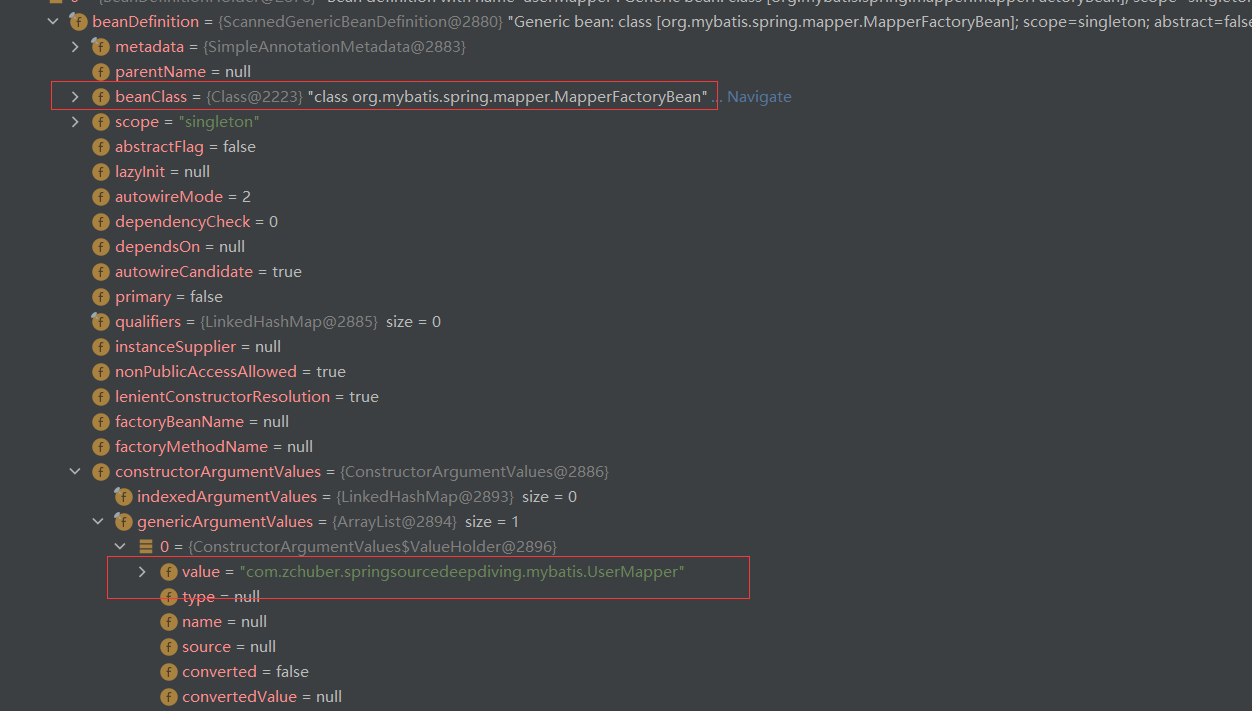 beanDefinition = {ScannedGenericBeanDefinition@2880} "Generic bean: class [org.mybatis.spring.mapper.MapperFactoryBean]; scope=singleton; abstract=false
metadata = {SimpleAnnotationMetadata@2883}
parentName = null
beanClass = {Class@2223} "class org.mybatis.spring.mapper.MapperFactoryBean" ... Navigate
scope = "singleton"
abstractFlag = false
lazyInit = null
autowireMode = 2
dependencyCheck = 0
dependsOn = null
autowireCandidate = true
primary = false
qualifiers = {LinkedHashMap@2885} size = 0
instanceSupplier = null
nonPublicAccessAllowed = true
lenientConstructorResolution = true
factoryBeanName = null
factoryMethodName = null
constructorArgumentValues = {ConstructorArgumentValues@2886}
indexedArgumentValues = {LinkedHashMap@2893} size = 0
genericArgumentValues = {ArrayList@2894} size = 1
0 = {ConstructorArgumentValues$ValueHolder@2896}
value = "com.zchuber.springsourcedeepdiving.mybatis.UserMapper"
type = null
name = null
source = null
converted = false
convertedValue = null